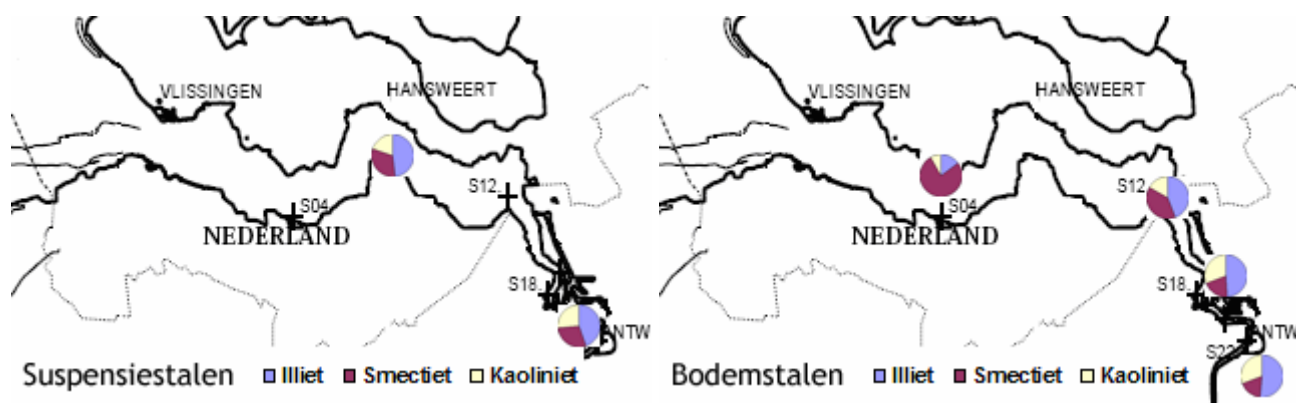 VLISSINGEN
HANSWEERT
S12
S04
NEDERLAND
S18
ANTW
Suspensiestalen Illiet Smectiet Kaoliniet
VLISSINGEN
HANSWEERT
S12
S04
NEDERLAND
S18
ANTW
S22
Bodemstalen Illiet Smectiet Kaoliniet